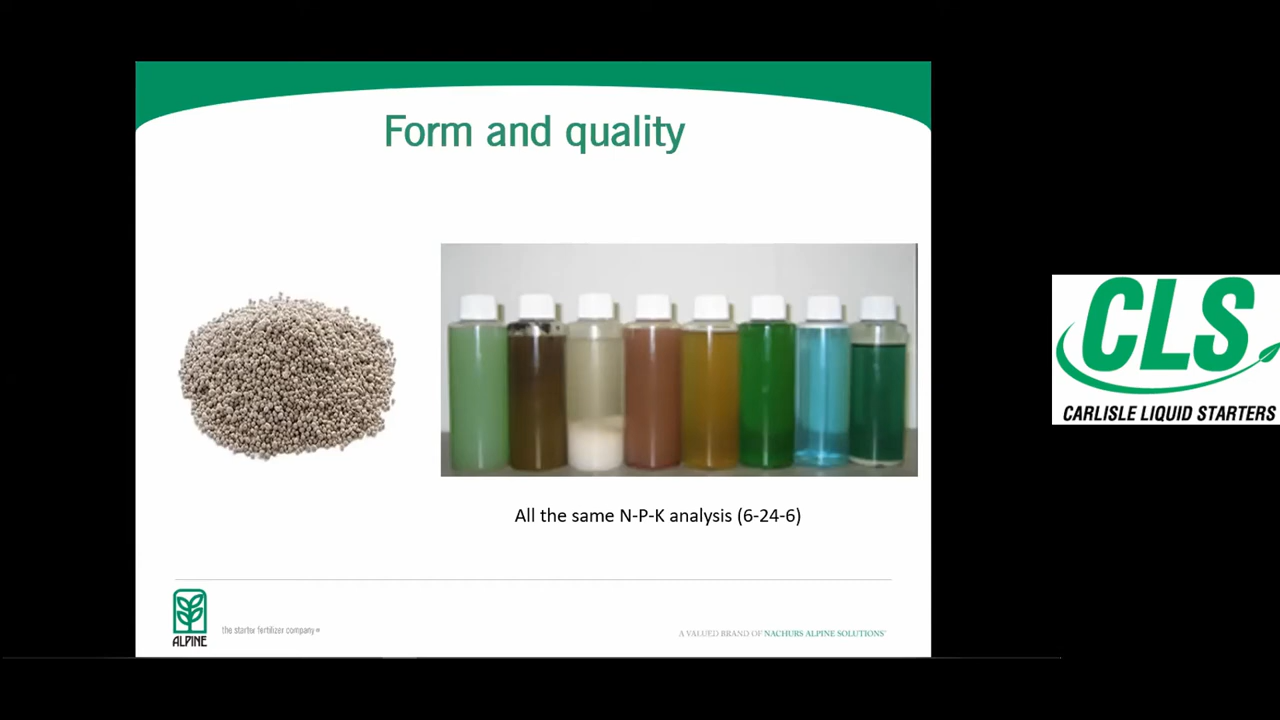 Form and quality
All the same N-P-K analysis (6-24-6)
ALPINE
the starter fertilizer company
A VALUED BRAND OF NACHURS ALPINE SOLUTIONS
CLS
CARLISLE LIQUID STARTERS